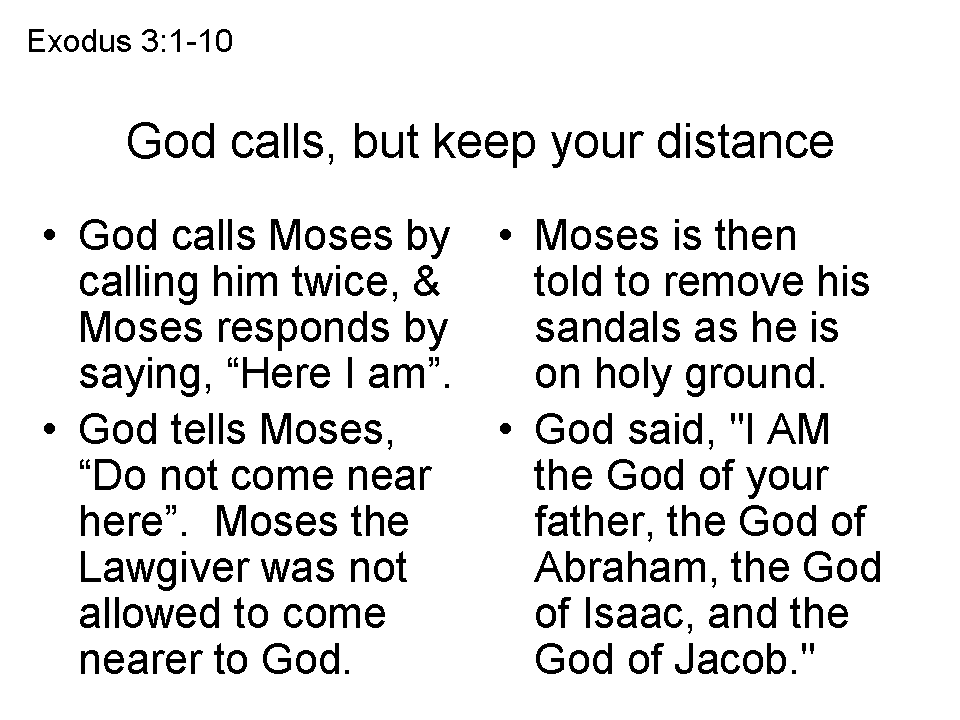 Exodus 3:1-10
God calls, but keep your distance
• God calls Moses by
calling him twice, &
Moses responds by
saying, “Here I am”.
• God tells Moses,
“Do not come near
here”.  Moses the
Lawgiver was not
allowed to come
nearer to God.
• Moses is then
told to remove his
sandals as he is
on holy ground.
• God said, "I AM
the God of your
father, the God of
Abraham, the God
of Isaac, and the
God of Jacob."